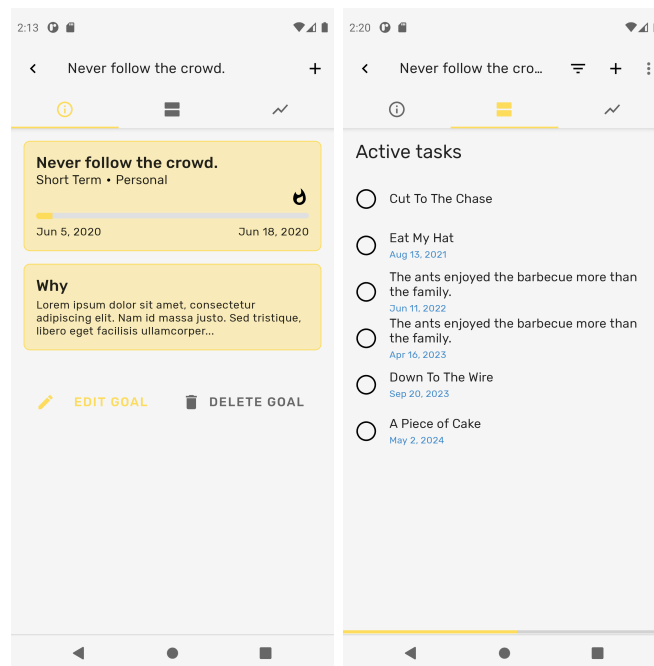 2:13
Never follow the crowd.
Never follow the crowd.
Short Term • Personal
Jun 5, 2020
Jun 18, 2020
Why
Lorem ipsum dolor sit amet, consectetur
adipiscing elit. Nam id massa justo. Sed tristique,
libero eget facilisis ullamcorper...
EDIT GOAL
DELETE GOAL
2:20
Never follow the cro...
Active tasks
Cut To The Chase
Eat My Hat
Aug 13, 2021
The ants enjoyed the barbecue more than
the family.
Jun 11, 2022
The ants enjoyed the barbecue more than
the family.
Apr 16, 2023
Down To The Wire
Sep 20, 2023
A Piece of Cake
May 2, 2024